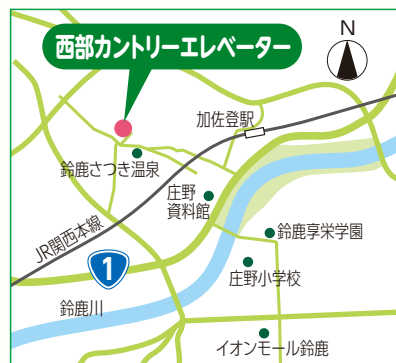 西部カントリーエレベーター
N
加佐登駅
鈴鹿さつき温泉
庄野
資料館
JR関西本線
鈴鹿享栄学園
1
庄野小学校
鈴鹿川
イオンモール鈴鹿